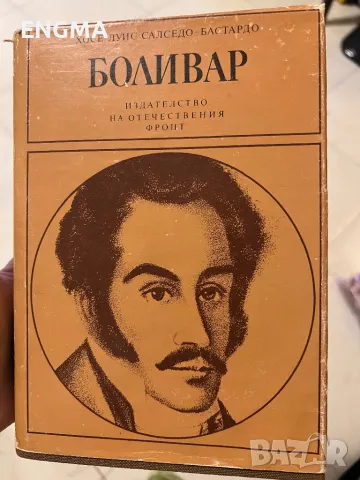 ENGMA
ХОСЕ ЛУИС САЛСЕДО-БАСТАРДО
БОЛИВАР
ИЗДАТЕЛСТВО
НА ОТЕЧЕСТВЕНИЯ
ФРОНТ
BAZAR